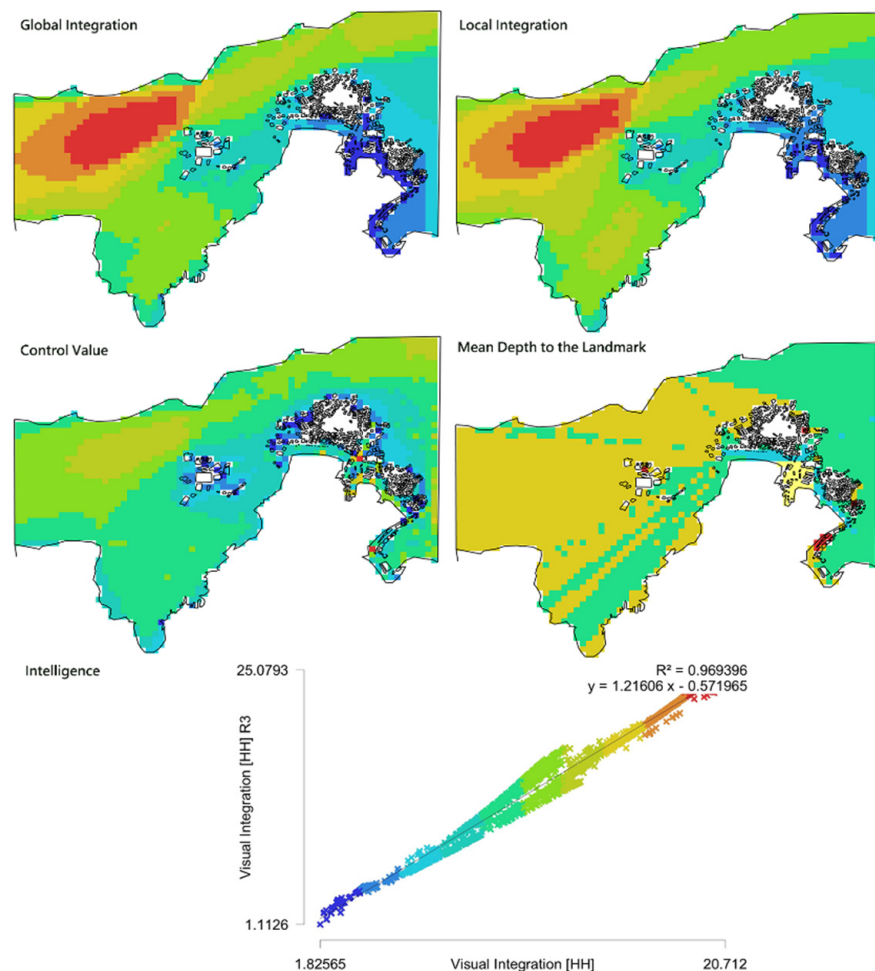 Global Integration
Local Integration
Control Value
Mean Depth to the Landmark
Intelligence
25.0793
R² = 0.969396
y = 1.21606 x - 0.571965
Visual Integration [HH] R3
1.1126
1.82565
Visual Integration [HH]
20.712